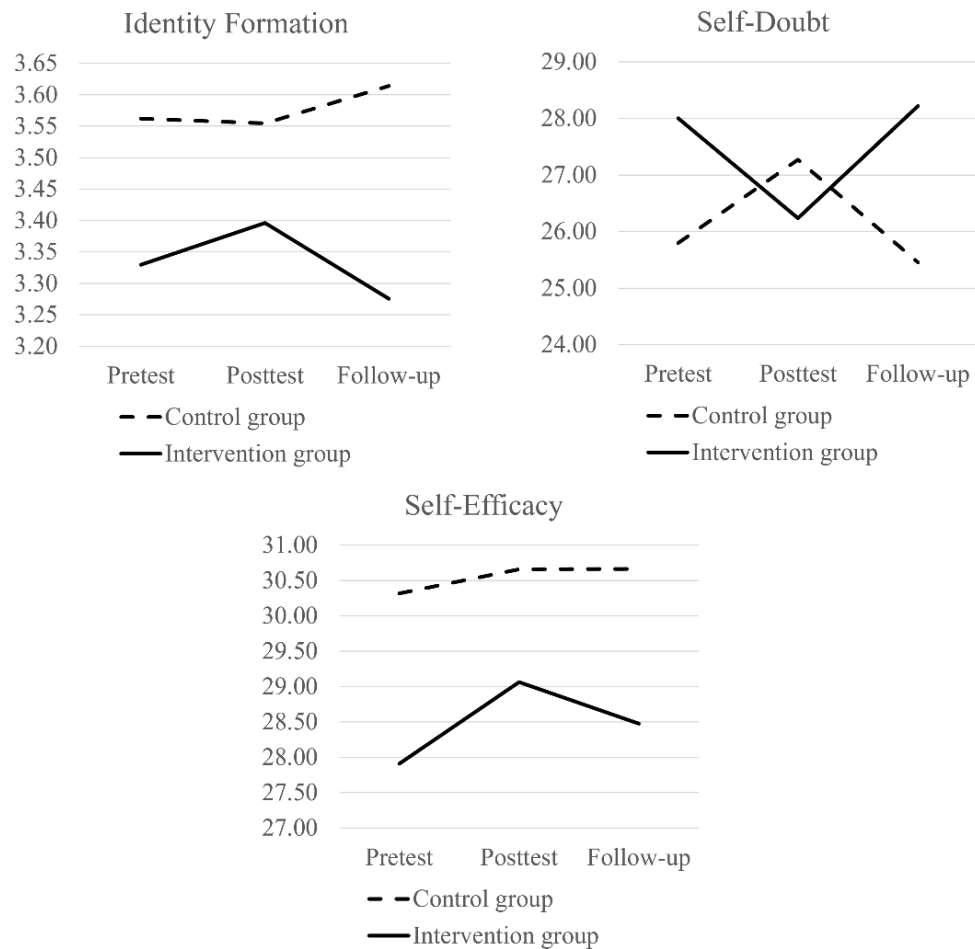 Identity Formation
3.65
3.60
3.55
3.50
3.45
3.40
3.35
3.30
3.25
3.20
Pretest Posttest Follow-up
Control group
Intervention group
Self-Doubt
29.00
28.00
27.00
26.00
25.00
24.00
Pretest Posttest Follow-up
Control group
Intervention group
Self-Efficacy
31.00
30.50
30.00
29.50
29.00
28.50
28.00
27.50
27.00
Pretest Posttest Follow-up
Control group
Intervention group